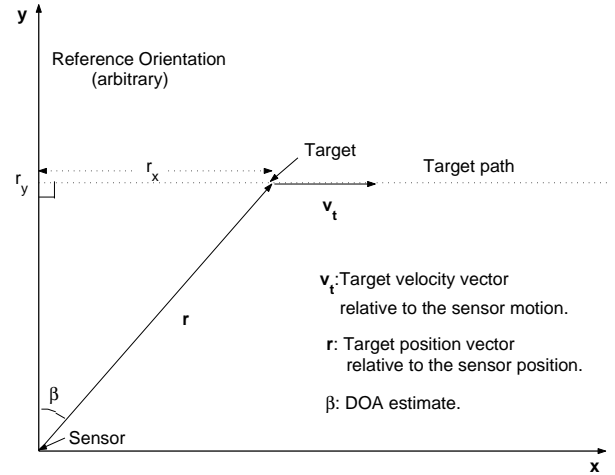 y
Reference Orientation
(arbitrary)
Target
r_x
Target path
r_y
v_t
v_t:Target velocity vector
relative to the sensor motion.
r
r: Target position vector
relative to the sensor position.
β
β: DOA estimate.
Sensor
x